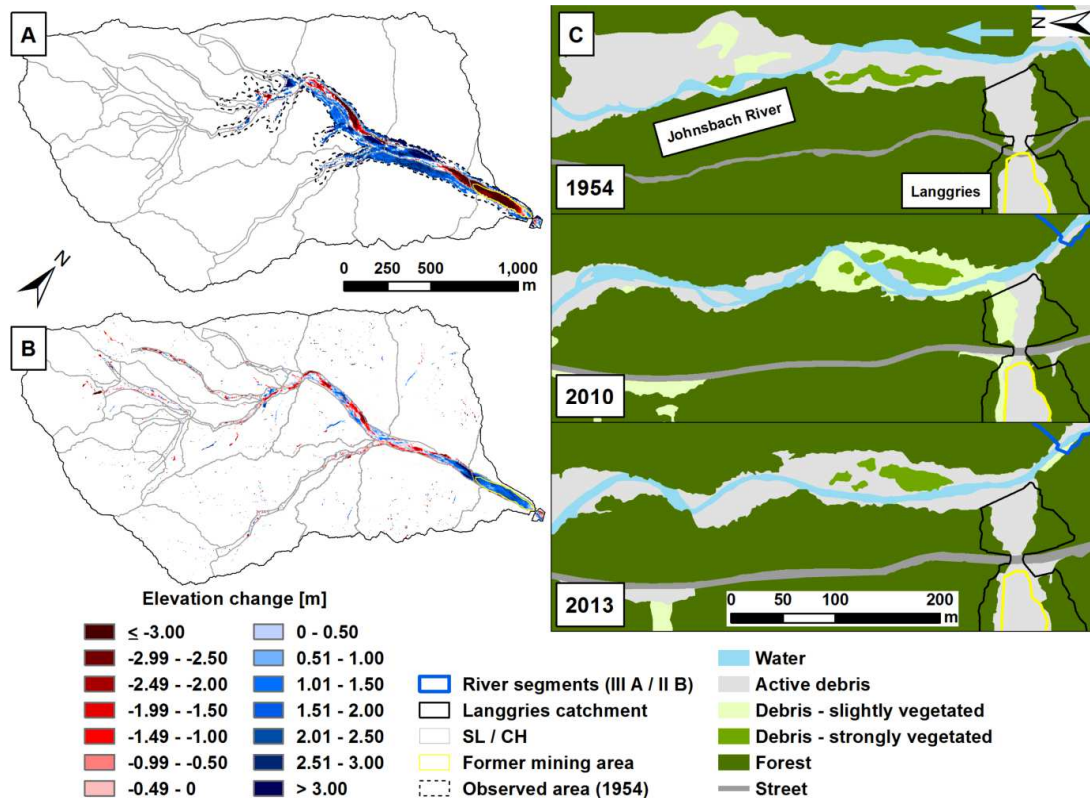 A
N
0 250 500 1,000
m
B
Elevation change [m]
≤ -3.00
-2.99 - -2.50
-2.49 - -2.00
-1.99 - -1.50
-1.49 - -1.00
-0.99 - -0.50
-0.49 - 0
0 - 0.50
0.51 - 1.00
1.01 - 1.50
1.51 - 2.00
2.01 - 2.50
2.51 - 3.00
> 3.00
River segments (III A / II B)
Langgries catchment
SL / CH
Former mining area
Observed area (1954)
C
N
Johnsbach River
Langgries
1954
2010
2013
0 50 100 200
m
Water
Active debris
Debris - slightly vegetated
Debris - strongly vegetated
Forest
Street